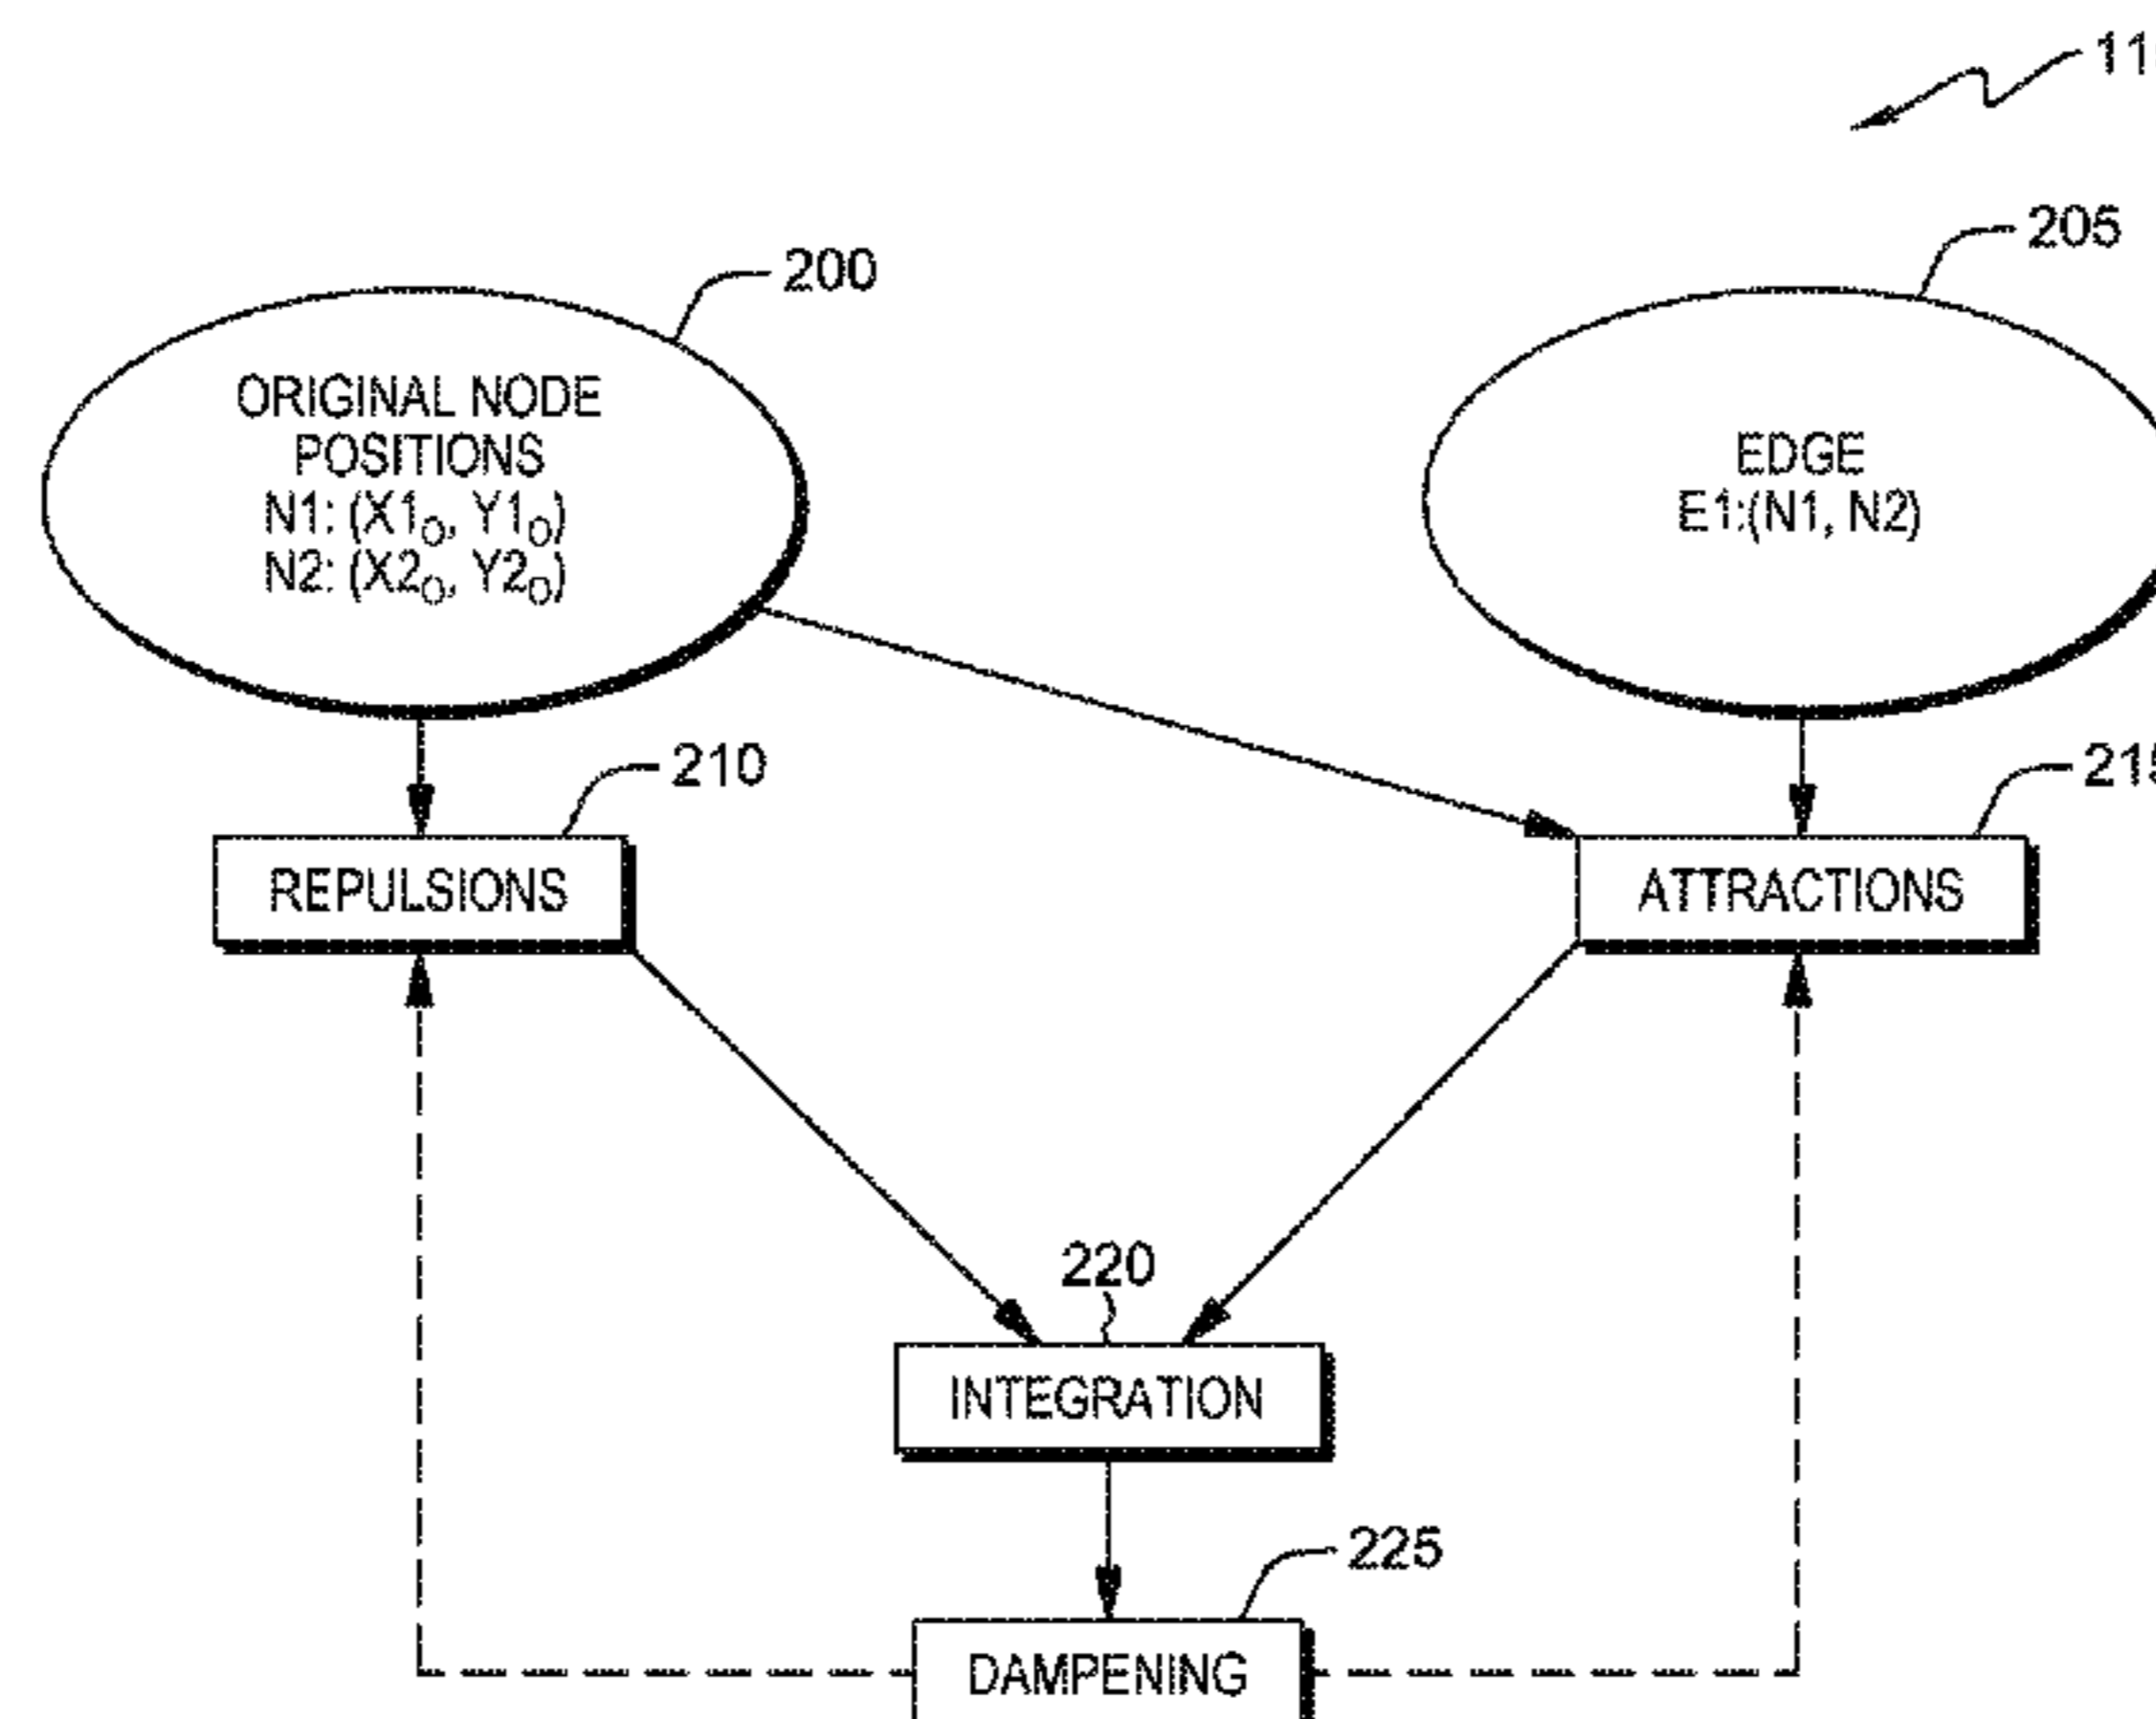 200
205
ORIGINAL NODE
POSITIONS
N1: (X1O, Y1O)
N2: (X2O, Y2O)
EDGE
E1:(N1, N2)
210
REPULSIONS
ATTRACTIONS
220
INTEGRATION
225
DAMPENING